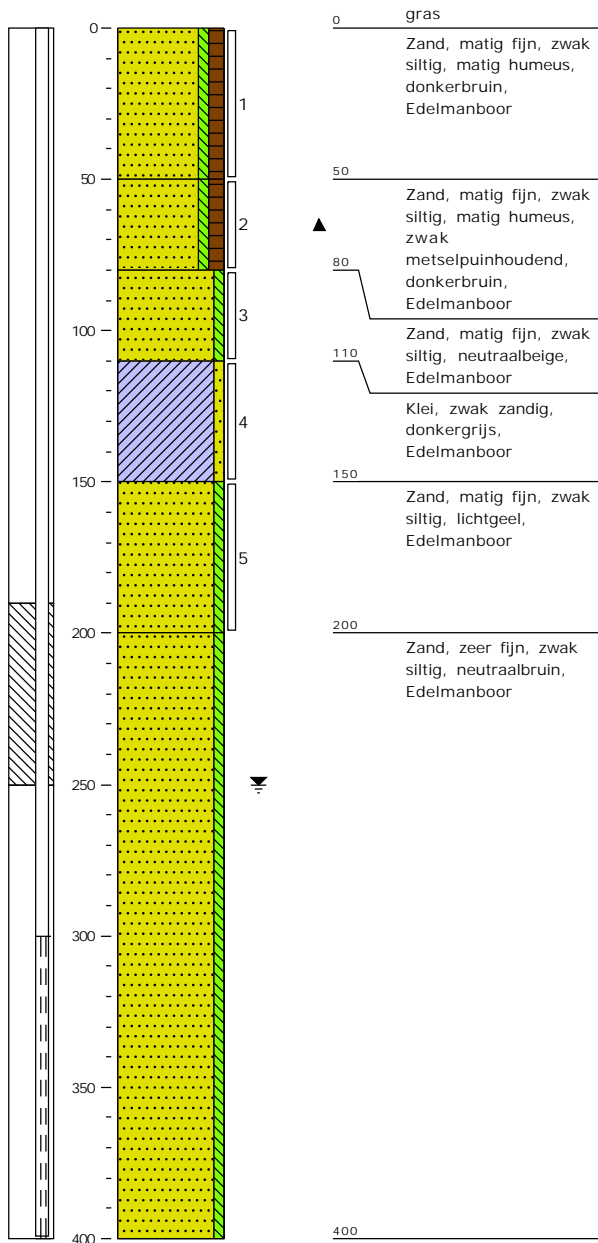 0
gras
0
Zand, matig fijn, zwak
siltig, matig humeus,
donkerbruin,
Edelmanboor
1
50
50
Zand, matig fijn, zwak
siltig, matig humeus,
zwak
metselpuinhoudend,
donkerbruin,
Edelmanboor
2
80
3
100
Zand, matig fijn, zwak
siltig, neutraalbeige,
Edelmanboor
110
Klei, zwak zandig,
donkergrijs,
Edelmanboor
4
150
150
Zand, matig fijn, zwak
siltig, lichtgeel,
Edelmanboor
5
200
200
Zand, zeer fijn, zwak
siltig, neutraalbruin,
Edelmanboor
250
300
350
400
400